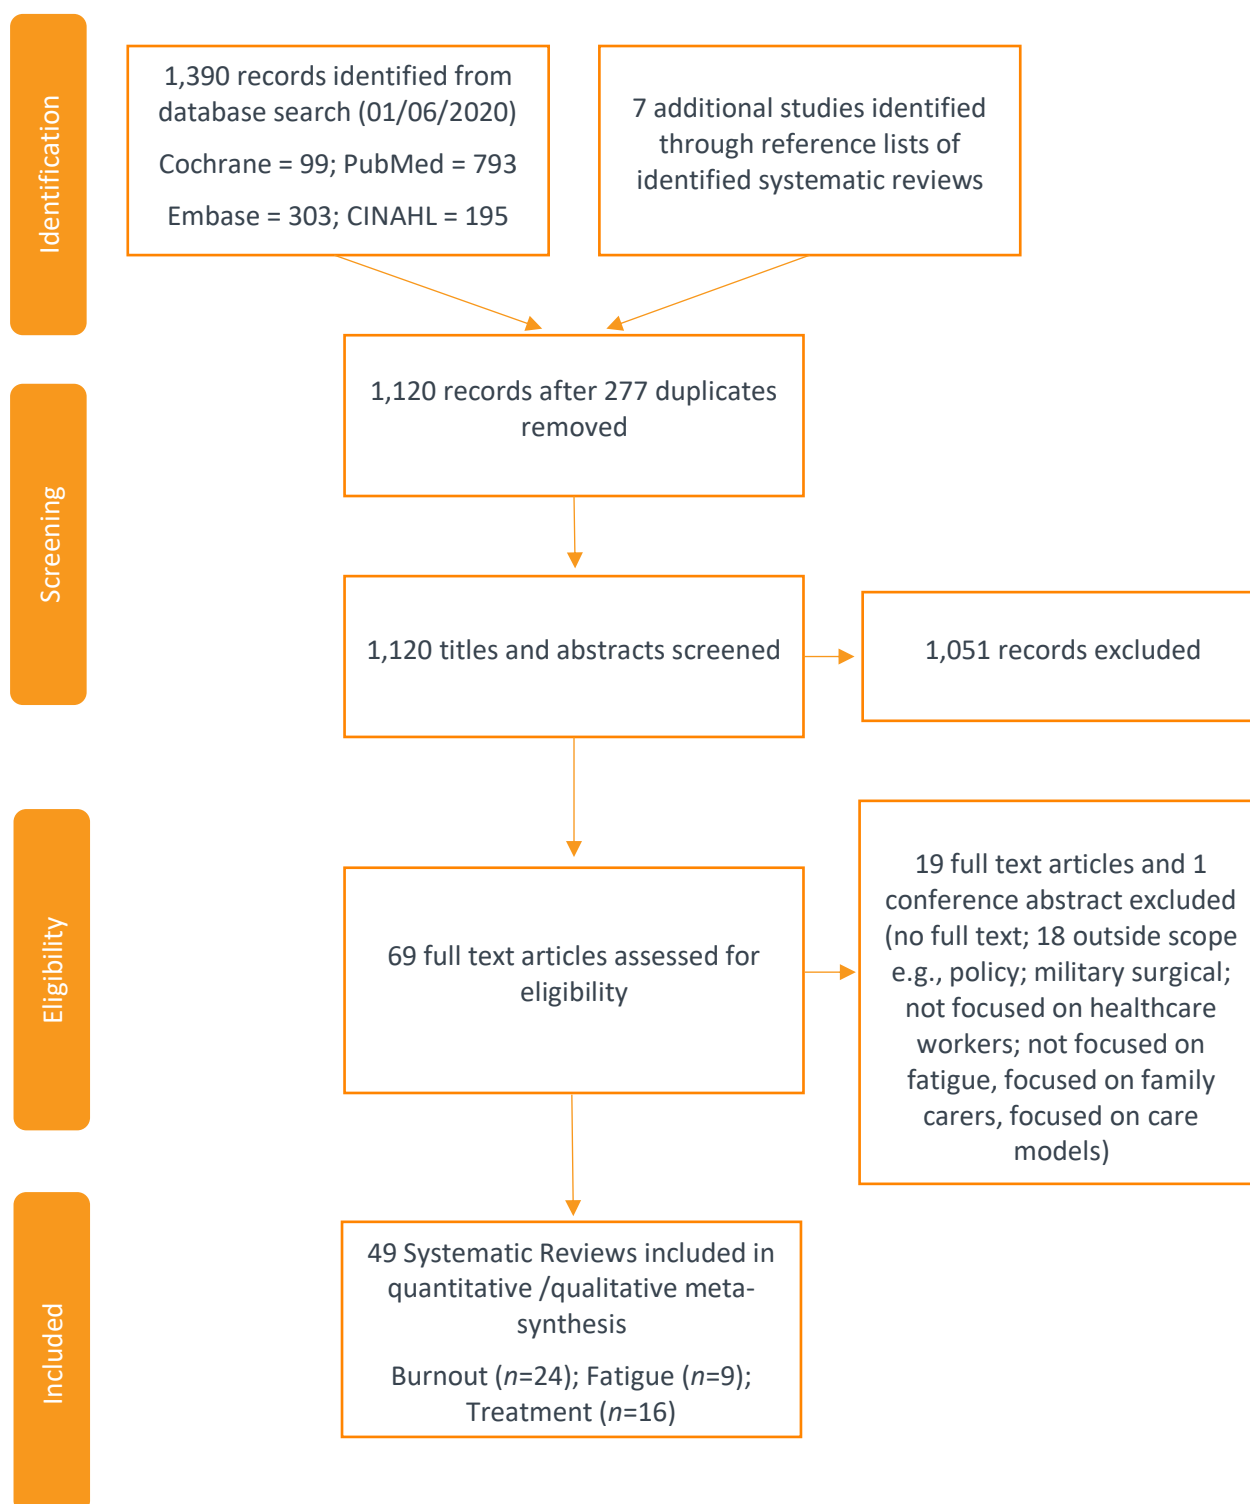 Identification
1,390 records identified from
database search (01/06/2020)
Cochrane = 99; PubMed = 793
Embase = 303; CINAHL = 195
7 additional studies identified
through reference lists of
identified systematic reviews
Screening
1,120 records after 277 duplicates
removed
1,120 titles and abstracts screened
1,051 records excluded
Eligibility
69 full text articles assessed for
eligibility
19 full text articles and 1
conference abstract excluded
(no full text; 18 outside scope
e.g., policy; military surgical;
not focused on healthcare
workers; not focused on
fatigue, focused on family
carers, focused on care
models)
Included
49 Systematic Reviews included in
quantitative /qualitative meta-
synthesis
Burnout (n=24); Fatigue (n=9);
Treatment (n=16)